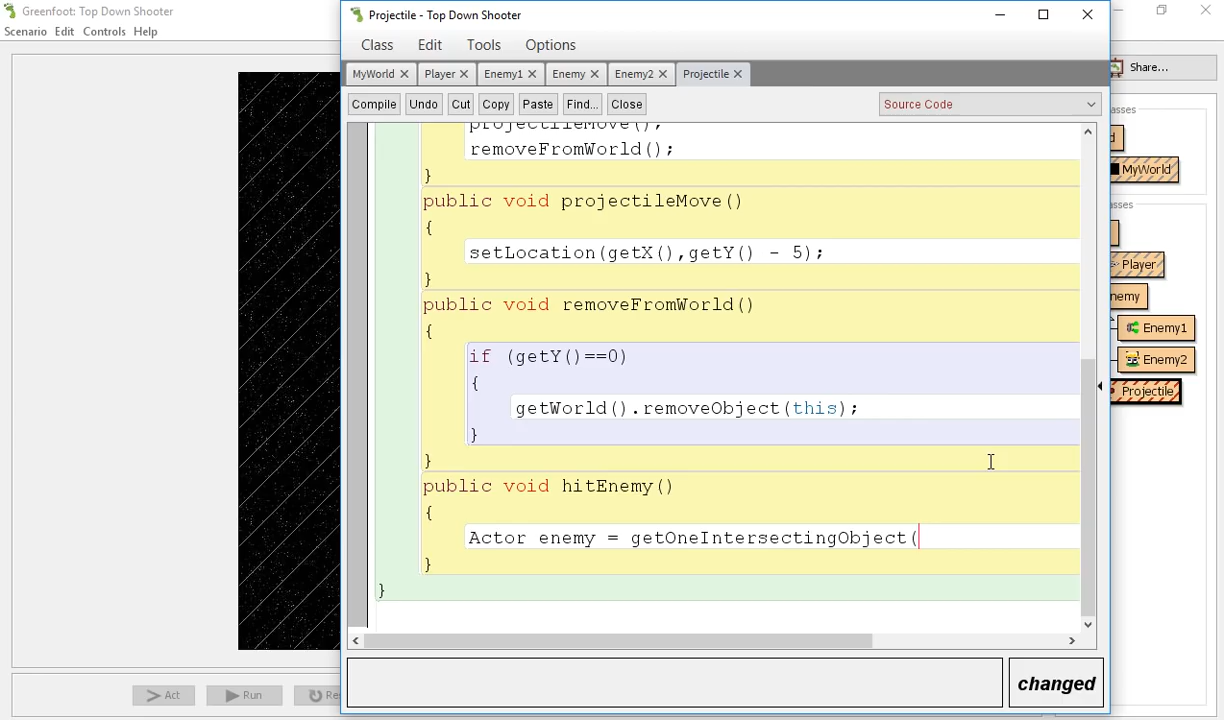 Greenfoot: Top Down Shooter
Scenario Edit Controls Help
Projectile - Top Down Shooter
Class Edit Tools Options
MyWorld Player Enemy1 Enemy Enemy2 Projectile
Compile Undo Cut Copy Paste Find... Close
Source Code
projectileMove();
removeFromWorld();
}
public void projectileMove()
{
setLocation(getX(),getY() - 5);
}
public void removeFromWorld()
{
if (getY()==0)
{
getWorld().removeObject(this);
}
}
public void hitEnemy()
{
Actor enemy = getOneIntersectingObject(
}
}
changed
Share...
MyWorld
Player
Enemy1
Enemy2
Projectile
Act Run